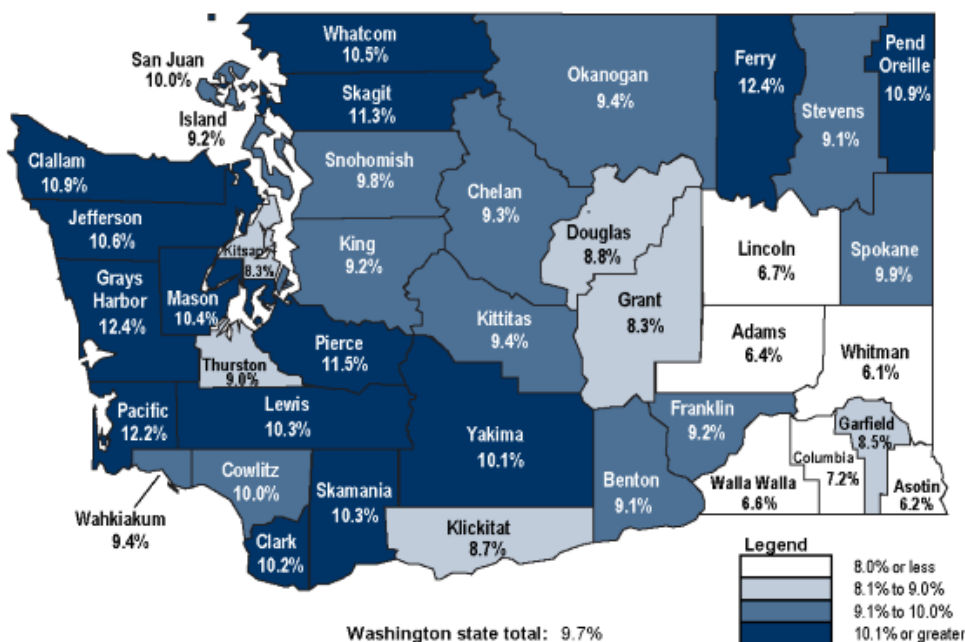 Whatcom
10.5%
San Juan
10.0%
Skagit
11.3%
Island
9.2%
Okanogan
9.4%
Ferry
12.4%
Stevens
9.1%
Pend
Oreille
10.9%
Clallam
10.9%
Snohomish
9.8%
Chelan
9.3%
Jefferson
10.6%
Kitsap
8.3%
King
9.2%
Douglas
8.8%
Lincoln
6.7%
Spokane
9.9%
Grays
Harbor
12.4%
Mason
10.4%
Grant
8.3%
Kittitas
9.4%
Adams
6.4%
Whitman
6.1%
Thurston
9.0%
Pierce
11.5%
Pacific
12.2%
Lewis
10.3%
Yakima
10.1%
Franklin
9.2%
Garfield
8.5%
Columbia
7.2%
Cowlitz
10.0%
Skamania
10.3%
Benton
9.1%
Walla Walla
6.6%
Asotin
6.2%
Wahkiakum
9.4%
Clark
10.2%
Klickitat
8.7%
Legend
8.0% or less
8.1% to 9.0%
9.1% to 10.0%
10.1% or greater
Washington state total: 9.7%